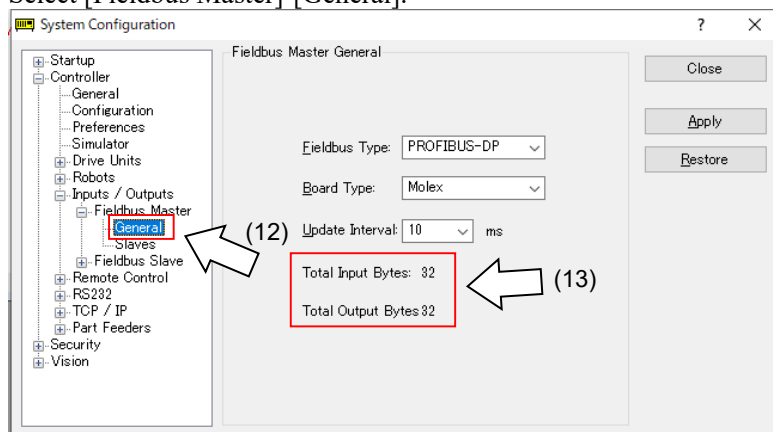 Select [Fieldbus Master]-[General].
System Configuration
? ×
Startup
Controller
General
Configuration
Preferences
Simulator
Drive Units
Robots
Inputs / Outputs
Fieldbus Master
General
Slaves
Fieldbus Slave
Remote Control
RS232
TCP / IP
Part Feeders
Security
Vision
(12)
Fieldbus Master General
Fieldbus Type: PROFIBUS-DP
Board Type: Molex
Update Interval: 10 ms
Total Input Bytes: 32
Total Output Bytes 32
(13)
Close
Apply
Restore